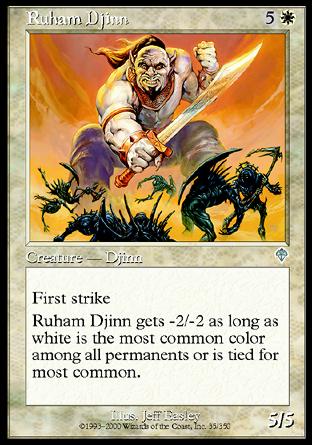 Ruham Djinn 5
Creature — Djinn
First strike
Ruham Djinn gets -2/-2 as long as
white is the most common color
among all permanents or is tied for
most common.
Illus. Jeff Easley
©1993-2000 Wizards of the Coast, Inc. 35/350
5/5